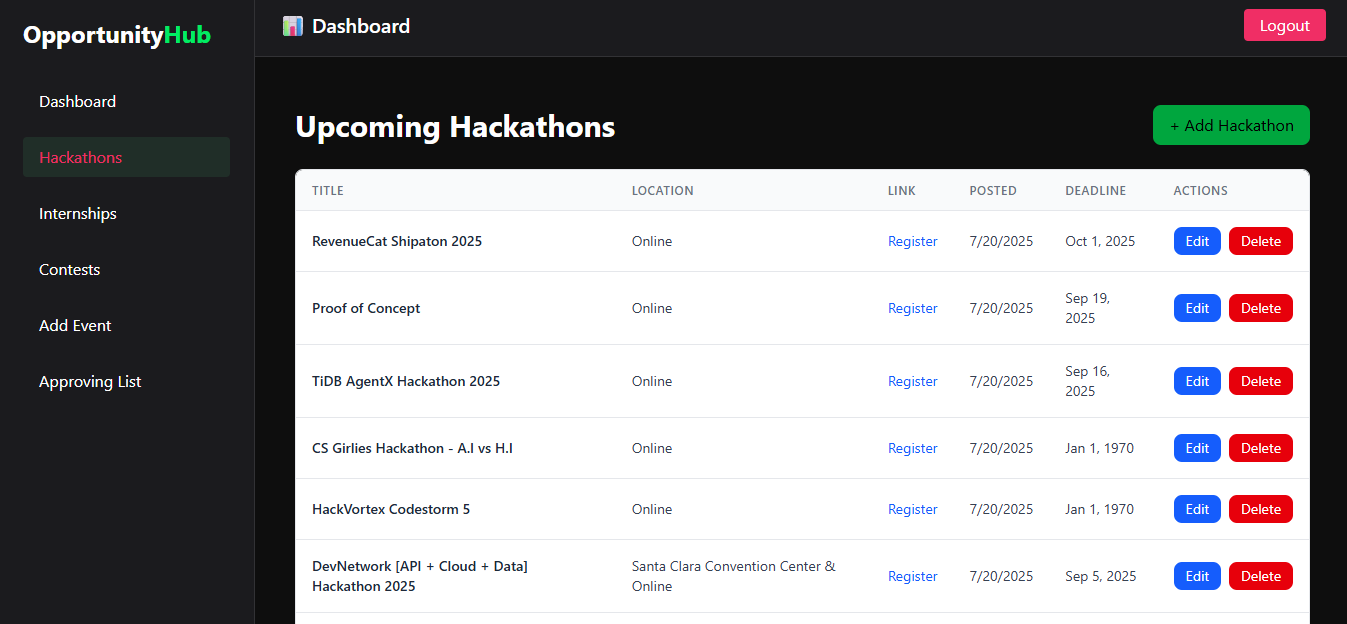 OpportunityHub
Dashboard
Hackathons
Internships
Contests
Add Event
Approving List
Dashboard
Logout
Upcoming Hackathons
+ Add Hackathon
TITLE LOCATION LINK POSTED DEADLINE ACTIONS
RevenueCat Shipaton 2025 Online Register 7/20/2025 Oct 1, 2025 Edit Delete
Proof of Concept Online Register 7/20/2025 Sep 19,
2025 Edit Delete
TiDB AgentX Hackathon 2025 Online Register 7/20/2025 Sep 16,
2025 Edit Delete
CS Girlies Hackathon - A.I vs H.I Online Register 7/20/2025 Jan 1, 1970 Edit Delete
HackVortex Codestorm 5 Online Register 7/20/2025 Jan 1, 1970 Edit Delete
DevNetwork [API + Cloud + Data]
Hackathon 2025
Santa Clara Convention Center &
Online
Register 7/20/2025 Sep 5, 2025 Edit Delete